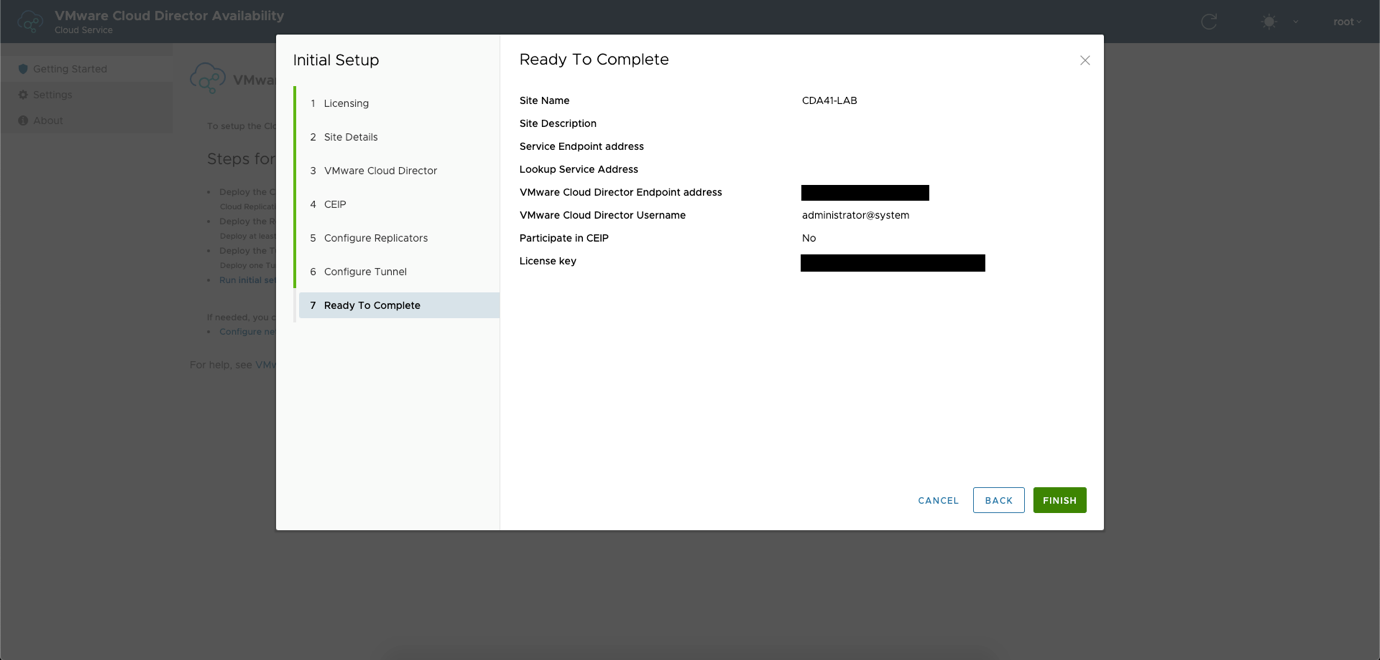 VMware Cloud Director Availability
Cloud Service
root
Getting Started
Settings
About
VMwa
To setup the Clo
Steps for
Deploy the C
Cloud Replicat
Deploy the R
Deploy at least
Deploy the T
Deploy one Tu
Run initial se
If needed, you c
Configure ne
For help, see VMw
Initial Setup
1 Licensing
2 Site Details
3 VMware Cloud Director
4 CEIP
5 Configure Replicators
6 Configure Tunnel
7 Ready To Complete
Ready To Complete
Site Name CDA41-LAB
Site Description
Service Endpoint address
Lookup Service Address
VMware Cloud Director Endpoint address
VMware Cloud Director Username administrator@system
Participate in CEIP No
License key
CANCEL BACK FINISH